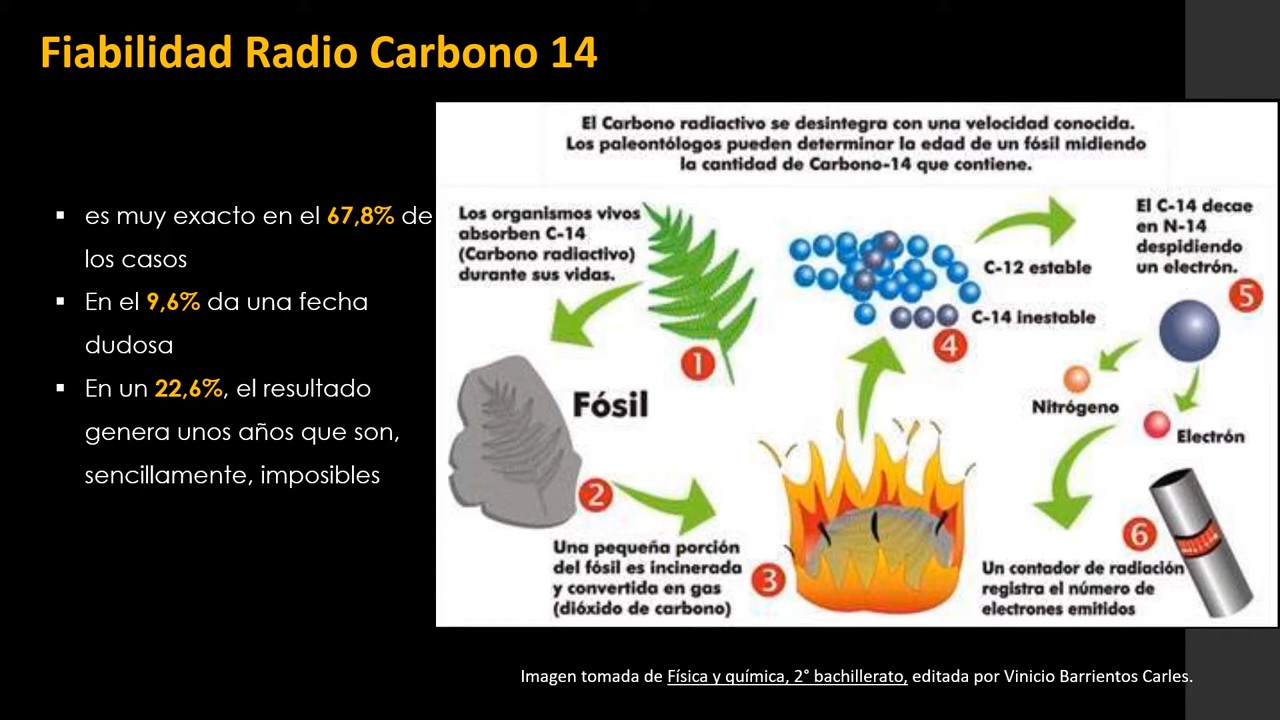 Fiabilidad Radio Carbono 14
es muy exacto en el 67,8% de
los casos
En el 9,6% da una fecha
dudosa
En un 22,6%, el resultado
genera unos años que son,
sencillamente, imposibles
El Carbono radiactivo se desintegra con una velocidad conocida.
Los paleontólogos pueden determinar la edad de un fósil midiendo
la cantidad de Carbono-14 que contiene.
Los organismos vivos
absorben C-14
(Carbono radiactivo)
durante sus vidas.
1
Fósil
2
Una pequeña porción
del fósil es incinerada
y convertida en gas
(dióxido de carbono)
3
C-12 estable
C-14 inestable
4
El C-14 decae
en N-14
despidiendo
un electrón.
5
Nitrógeno
Electrón
6
Un contador de radiación
registra el número de
electrones emitidos
Imagen tomada de Física y química, 2° bachillerato, editada por Vinicio Barrientos Carles.